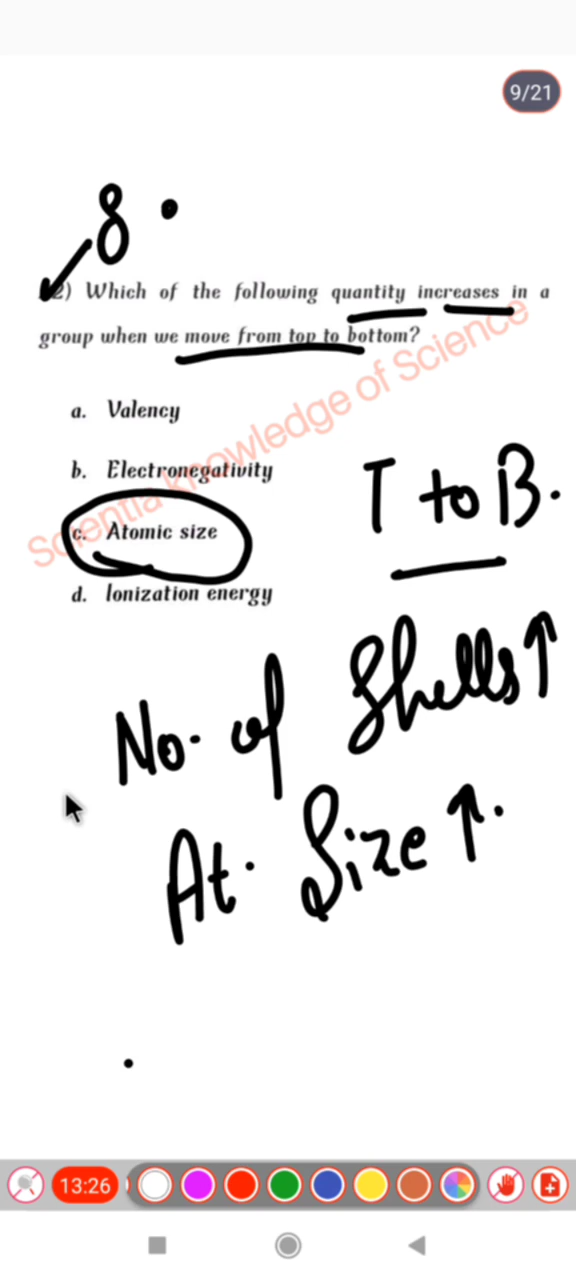 9/21
8.
2) Which of the following quantity increases in a
group when we move from top to bottom?
a. Valency
b. Electronegativity
c. Atomic size
d. Ionization energy
Scientia Knowledge of Science
T to B.
No. of Shells↑
At. Size ↑.
13:26